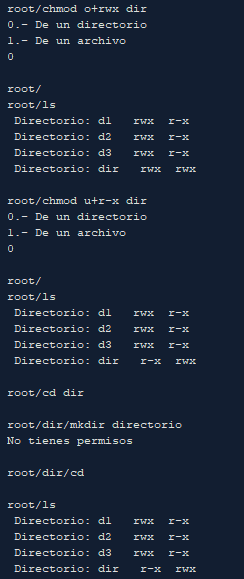 root/chmod o+rwx dir
0.- De un directorio
1.- De un archivo
0
root/
root/ls
Directorio: d1   rwx  r-x
Directorio: d2   rwx  r-x
Directorio: d3   rwx  r-x
Directorio: dir   rwx  rwx
root/chmod u+r-x dir
0.- De un directorio
1.- De un archivo
0
root/
root/ls
Directorio: d1   rwx  r-x
Directorio: d2   rwx  r-x
Directorio: d3   rwx  r-x
Directorio: dir   r-x  rwx
root/cd dir
root/dir/mkdir directorio
No tienes permisos
root/dir/cd
root/ls
Directorio: d1   rwx  r-x
Directorio: d2   rwx  r-x
Directorio: d3   rwx  r-x
Directorio: dir   r-x  rwx